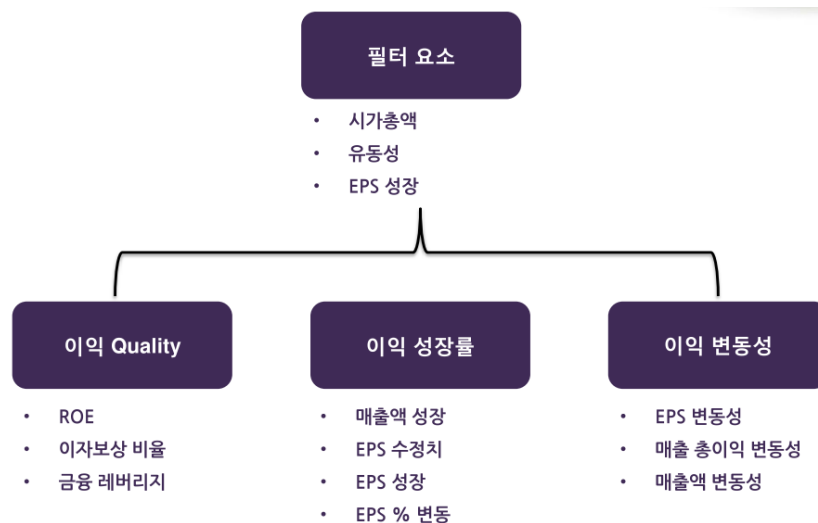 필터 요소
• 시가총액
• 유동성
• EPS 성장
이익 Quality
• ROE
• 이자보상 비율
• 금융 레버리지
이익 성장률
• 매출액 성장
• EPS 수정치
• EPS 성장
• EPS % 변동
이익 변동성
• EPS 변동성
• 매출 총이익 변동성
• 매출액 변동성